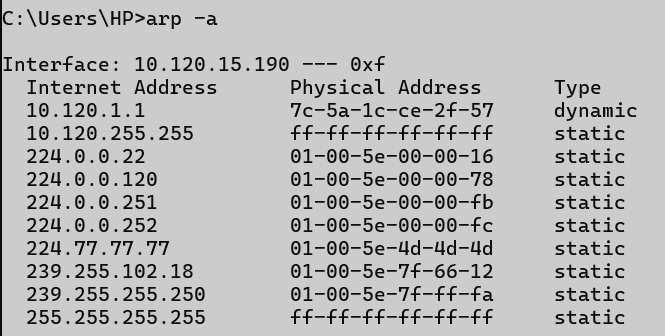 C:\Users\HP>arp -a
Interface: 10.120.15.190 --- 0xf
Internet Address Physical Address Type
10.120.1.1 7c-5a-1c-ce-2f-57 dynamic
10.120.255.255 ff-ff-ff-ff-ff-ff static
224.0.0.22 01-00-5e-00-00-16 static
224.0.0.120 01-00-5e-00-00-78 static
224.0.0.251 01-00-5e-00-00-fb static
224.0.0.252 01-00-5e-00-00-fc static
224.77.77.77 01-00-5e-4d-4d-4d static
239.255.102.18 01-00-5e-7f-66-12 static
239.255.255.250 01-00-5e-7f-ff-fa static
255.255.255.255 ff-ff-ff-ff-ff-ff static